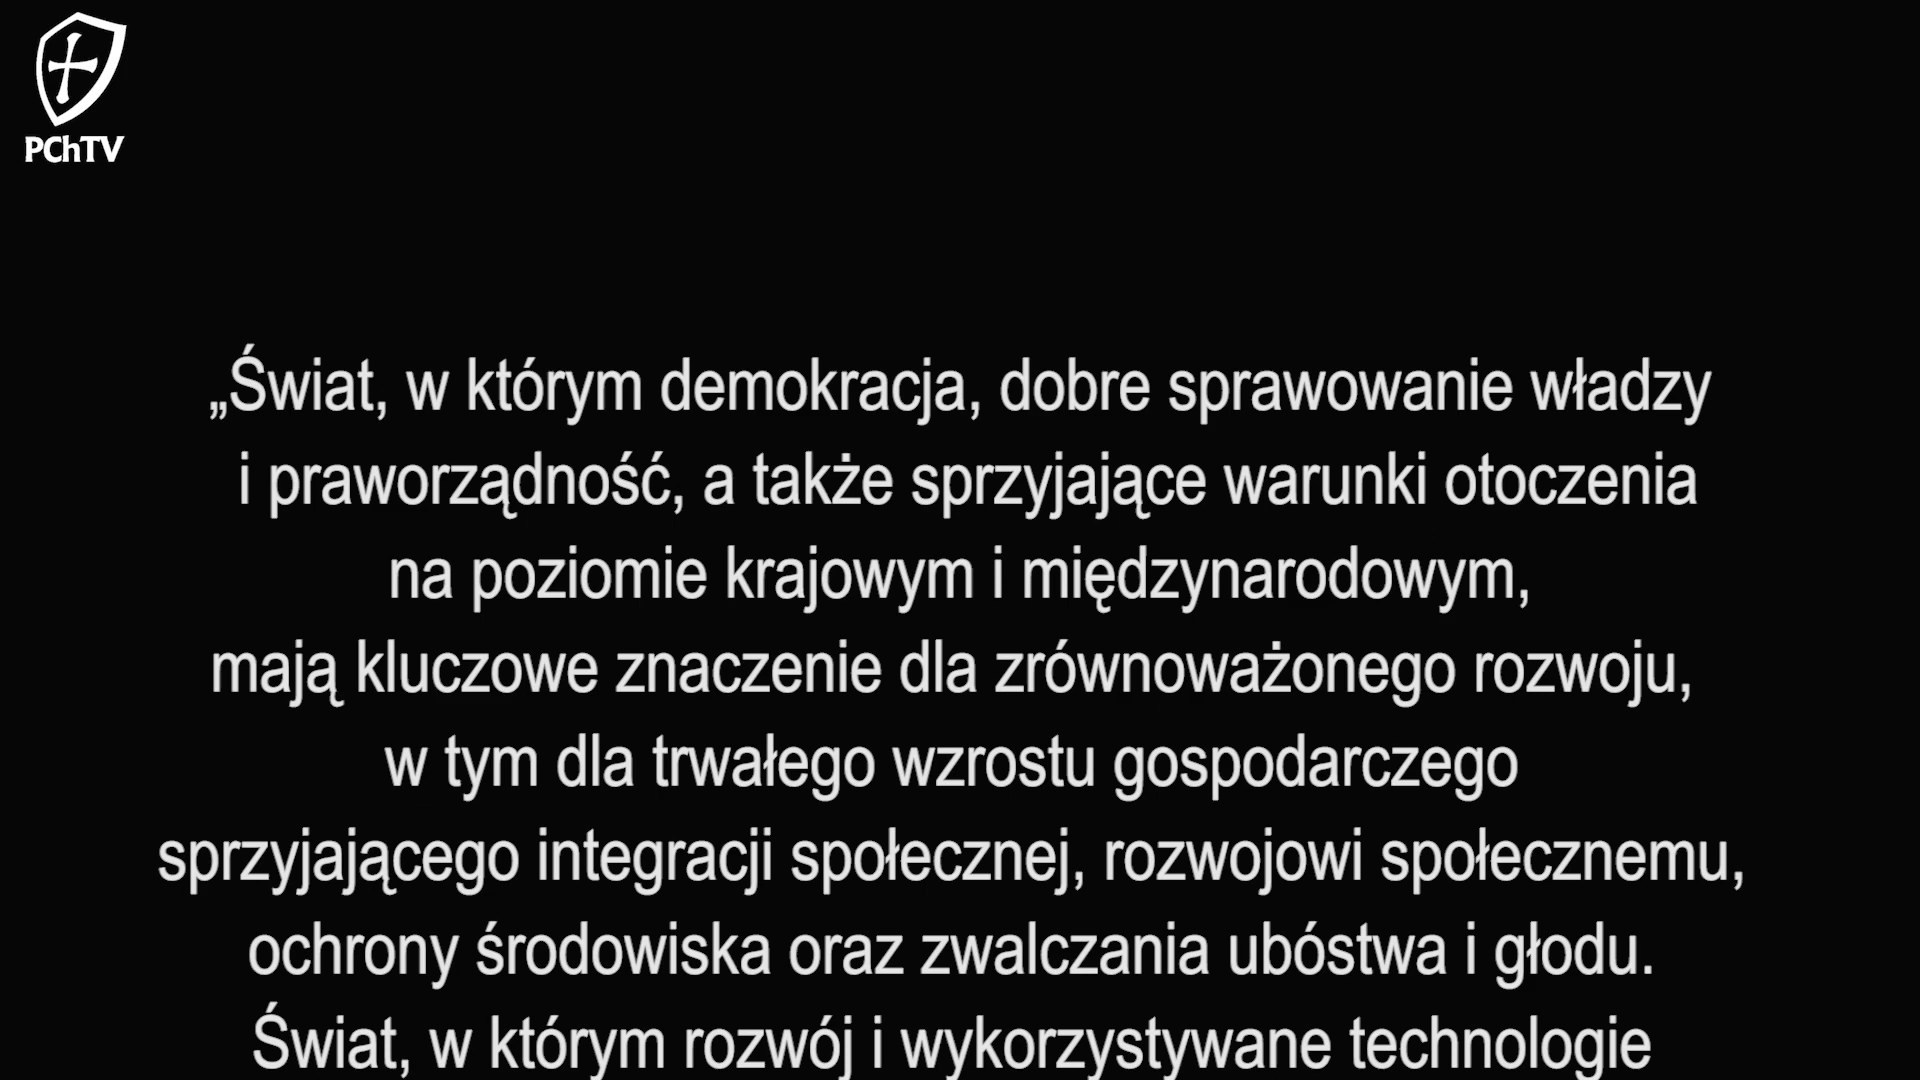 PChTV
„Świat, w którym demokracja, dobre sprawowanie władzy
i praworządność, a także sprzyjające warunki otoczenia
na poziomie krajowym i międzynarodowym,
mają kluczowe znaczenie dla zrównoważonego rozwoju,
w tym dla trwałego wzrostu gospodarczego
sprzyjającego integracji społecznej, rozwojowi społecznemu,
ochrony środowiska oraz zwalczania ubóstwa i głodu.
Świat, w którym rozwój i wykorzystywane technologie